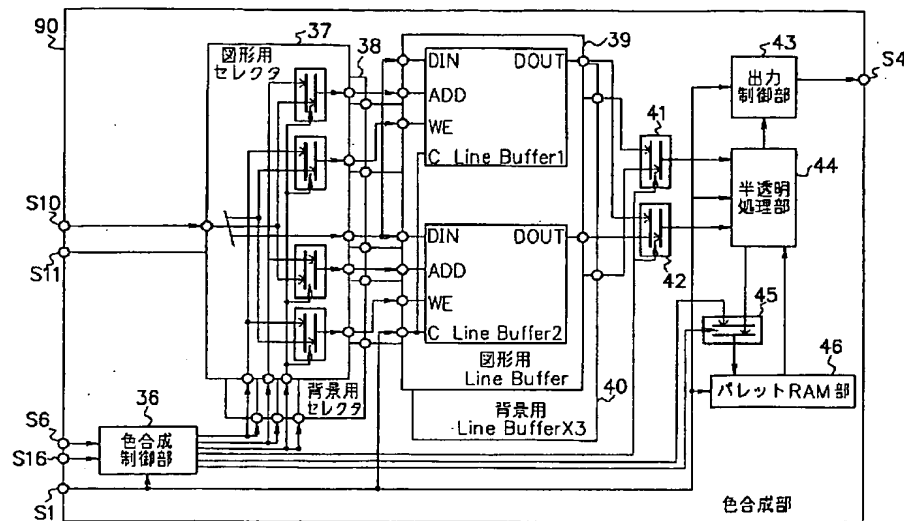 90
37
図形用
セレクタ
38
39
DIN
DOUT
ADD
WE
C Line Buffer1
43
出力
制御部
S4
41
44
半透明
処理部
S10
S11
DIN
DOUT
ADD
WE
C Line Buffer2
42
45
図形用
Line Buffer
46
パレットRAM部
背景用
セレクタ
背景用
Line BufferX3
40
36
S6
S16
色合成
制御部
S1
色合成部